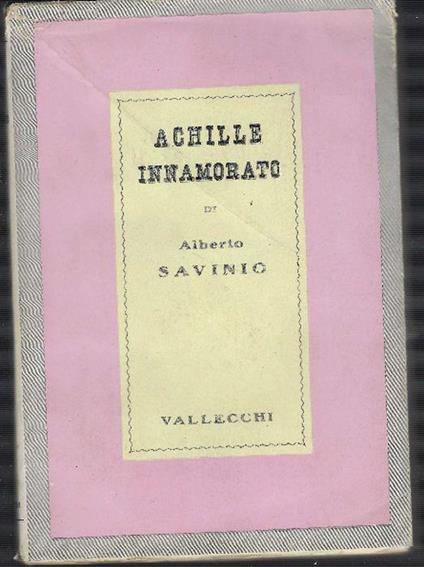 ACHILLE
INNAMORATO
DI
Alberto
SAVINIO
VALLECCHI